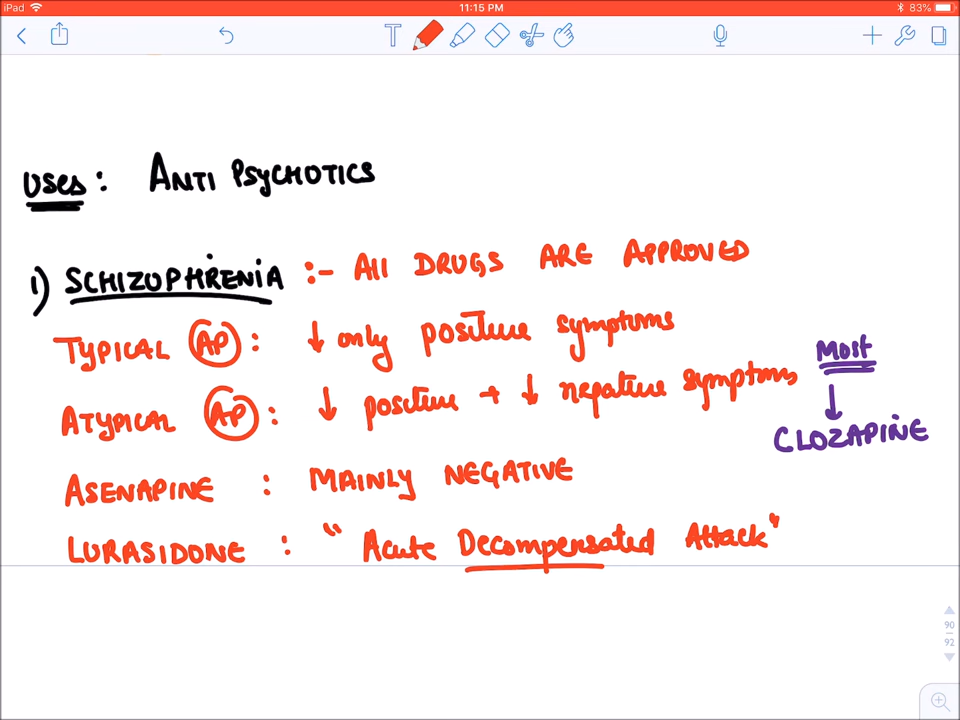 iPad 11:15 PM 83%
T
USES: ANTI PSYCHOTICS
1) SCHIZOPHRENIA :- All DRUGS ARE APPROVED
TYPICAL AP : ↓ only positive symptoms
Most
ATYPICAL AP : ↓ positive + ↓ negative symptoms
↓
CLOZAPINE
ASENAPINE : MAINLY NEGATIVE
LURASIDONE : "Acute Decompensated Attack"
90
92